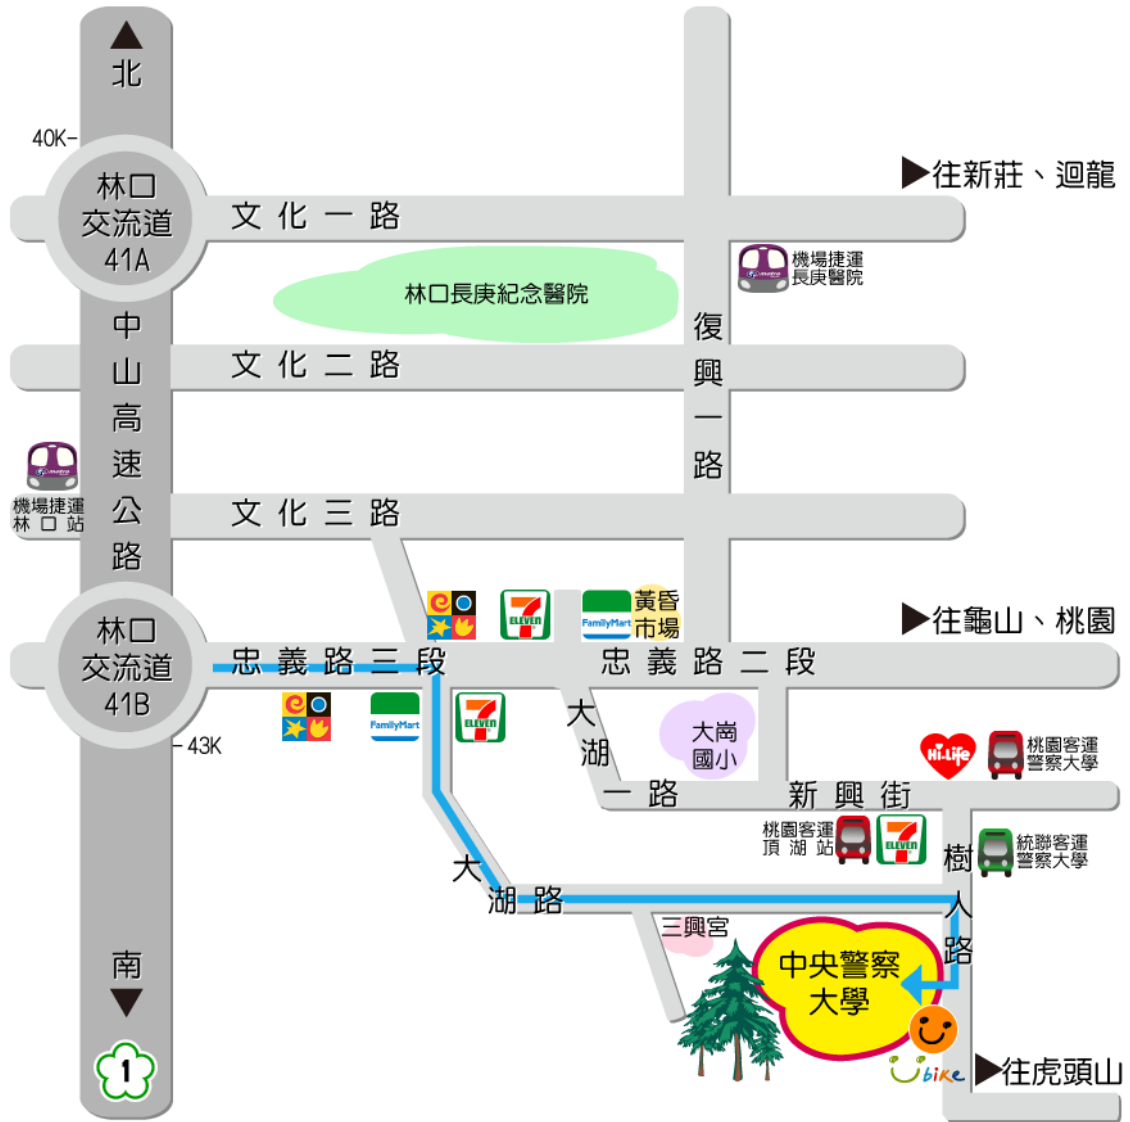 北
40K
林口
交流道
41A
文化一路
往新莊、迴龍
機場捷運
長庚醫院
林口長庚紀念醫院
中山高速公路
復興一路
文化二路
機場捷運
林口站
文化三路
7
ELEVEN
FamilyMart
黃昏
市場
往龜山、桃園
林口
交流道
41B
忠義路三段
忠義路二段
FamilyMart
7
ELEVEN
43K
大湖一路
大崗
國小
新興街
Hi-Life
桃園客運
警察大學
桃園客運
頂湖站
7
ELEVEN
統聯客運
警察大學
樹人路
大湖路
三興宮
中央警察
大學
南
1
Ubike
往虎頭山